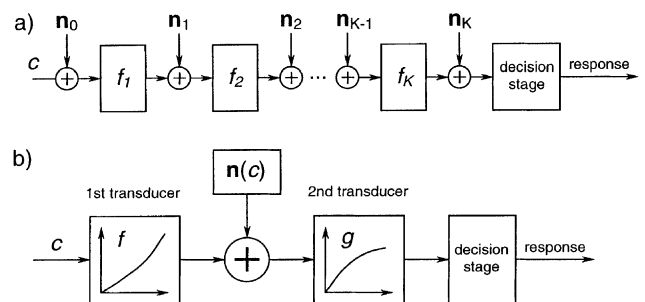 a)
n0 n1 n2 nK-1 nK
c + f1 + f2 + ... + fK + decision stage response
b)
n(c)
1st transducer 2nd transducer
c f + g decision stage response